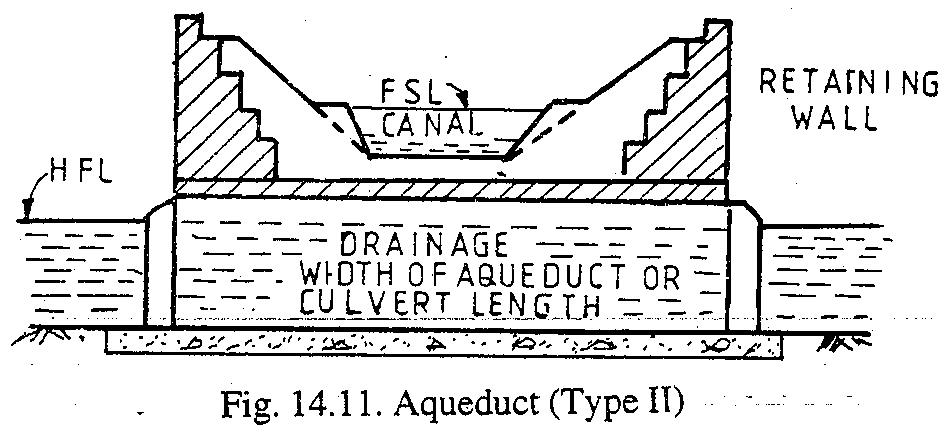 FSL
CANAL
RETAINING
WALL
HFL
DRAINAGE
WIDTH OF AQUEDUCT OR
CULVERT LENGTH
Fig. 14.11. Aqueduct (Type II)